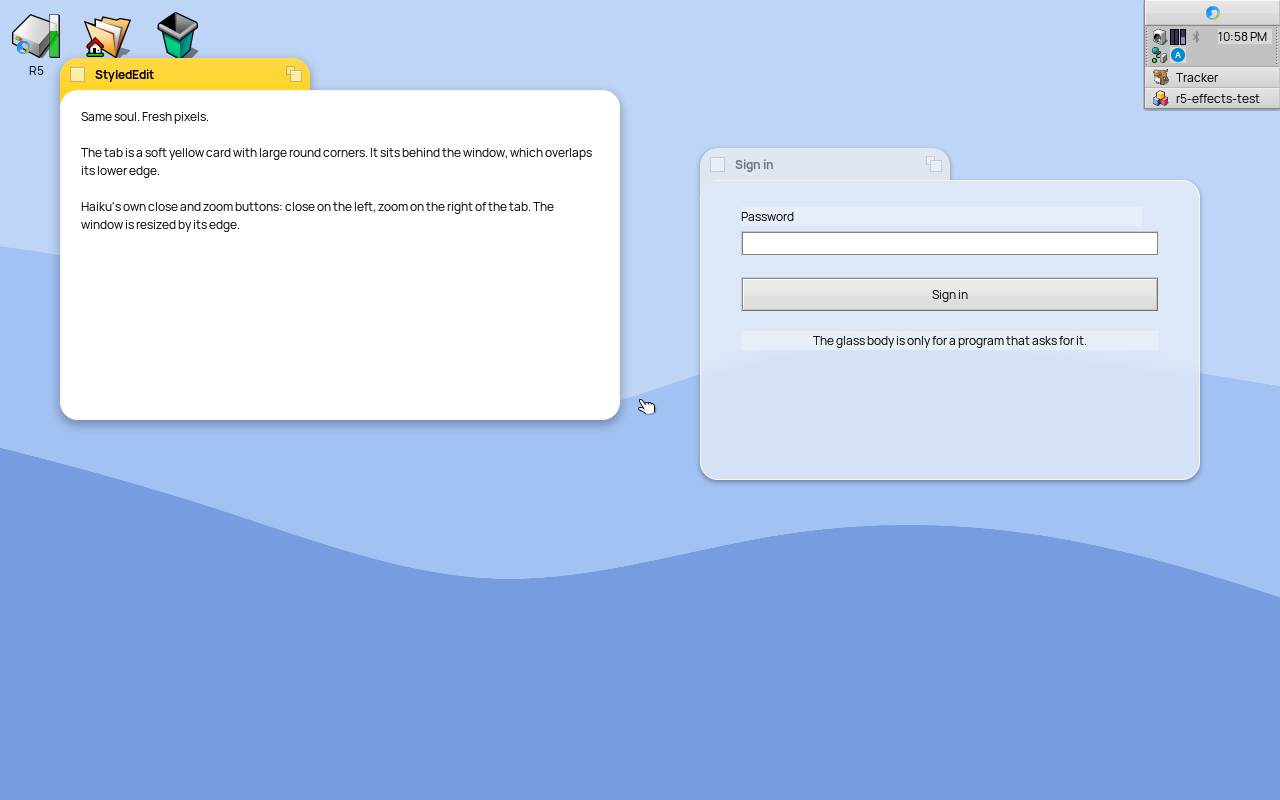 R5
StyledEdit
Same soul. Fresh pixels.
The tab is a soft yellow card with large round corners. It sits behind the window, which overlaps
its lower edge.
Haiku's own close and zoom buttons: close on the left, zoom on the right of the tab. The
window is resized by its edge.
Sign in
Password
Sign in
The glass body is only for a program that asks for it.
10:58 PM
A
Tracker
r5-effects-test